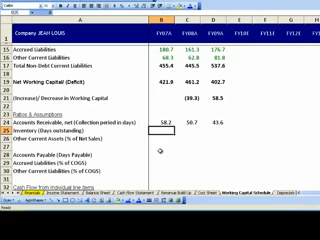 Company JEAH LOUIS FY07A FY08A FY09A FY10E FY11E FY12E FY13E
15 Accrued Liabilities 180.7 161.3 176.7
16 Other Current Liabilities 68.3 62.8 81.8
17 Total Non-Debt Current Liabilities 455.4 445.5 537.6
18
19 Net Working Capital/ (Deficit) 421.9 461.2 402.7
20
21 (Increase)/ Decrease in Working Capital (39.3) 58.5
22
23 Ratios & Assumptions
24 Accounts Receivable, net (Collection period in days) 58.2 50.7 43.6
25 Inventory (Days outstanding)
26 Other Current Assets (% of Net Sales)
27
28 Accounts Payable (Days Payable)
29 Accrued Liabilities (% of COGS)
30 Other Current Liabilities (% of COGS)
31
32 Cash Flow from Individual line items
Financials Income Statement Balance Sheet Cash Flow Statement Revenue Build Up Cost Sheet Working Capital Schedule
AutoShapes
Ready